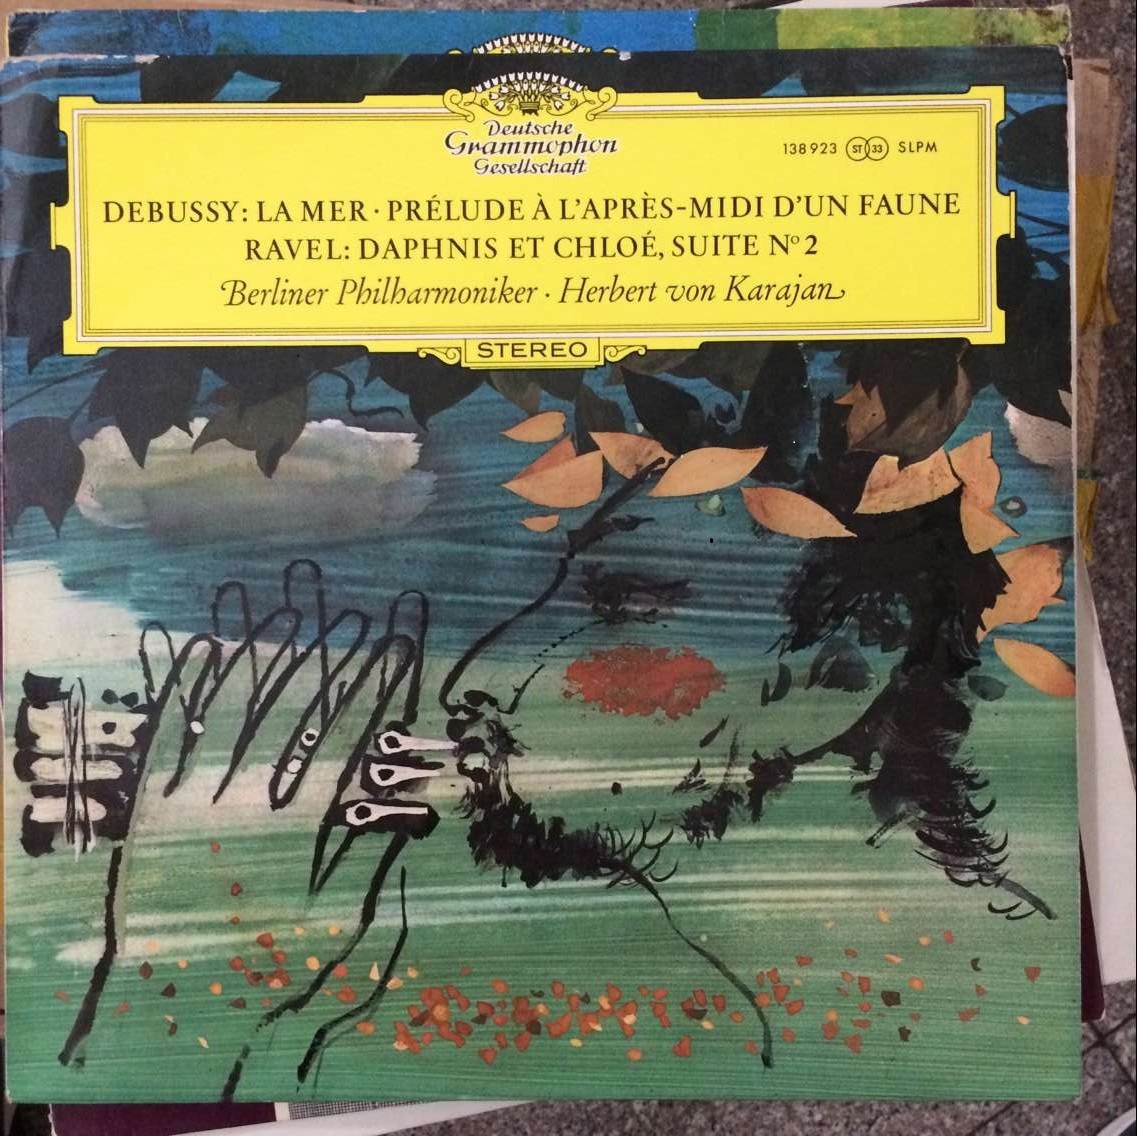 Deutsche
Grammophon
Gesellschaft
138 923 ST 33 SLPM
DEBUSSY: LA MER · PRÉLUDE À L'APRÈS-MIDI D'UN FAUNE
RAVEL: DAPHNIS ET CHLOÉ, SUITE Nº 2
Berliner Philharmoniker · Herbert von Karajan
STEREO